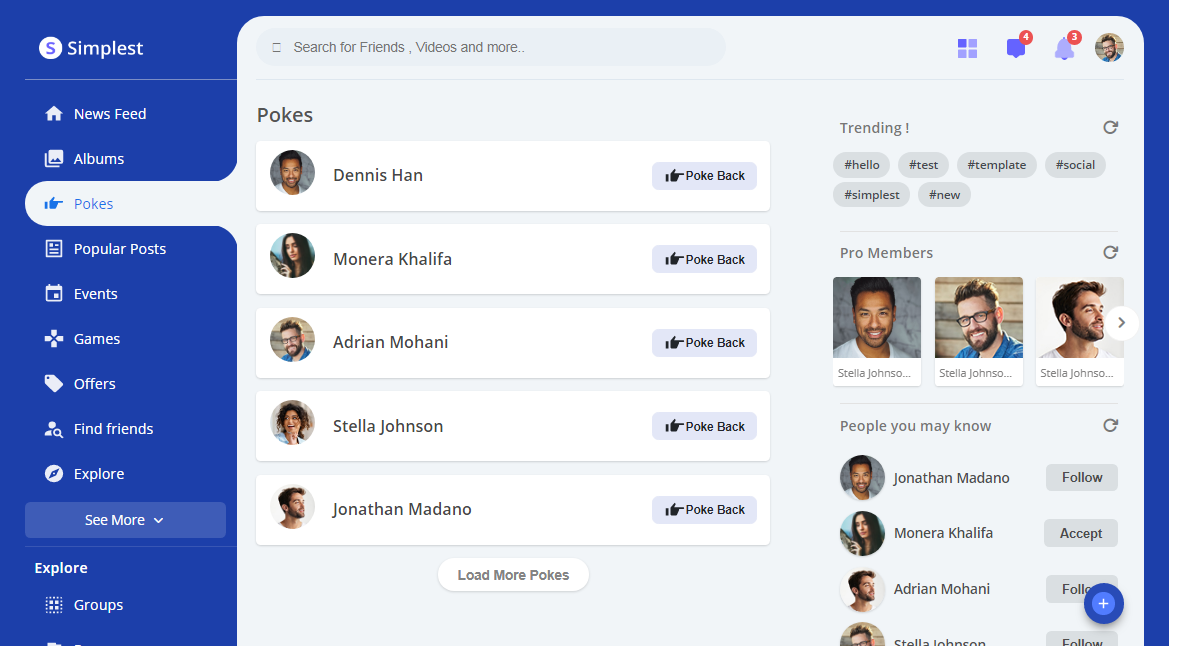 S Simplest
Search for Friends , Videos and more..
4
3
News Feed
Albums
Pokes
Popular Posts
Events
Games
Offers
Find friends
Explore
See More
Explore
Groups
Pokes
Dennis Han
Poke Back
Monera Khalifa
Poke Back
Adrian Mohani
Poke Back
Stella Johnson
Poke Back
Jonathan Madano
Poke Back
Load More Pokes
Trending !
#hello #test #template #social
#simplest #new
Pro Members
Stella Johnso... Stella Johnso... Stella Johnso...
People you may know
Jonathan Madano Follow
Monera Khalifa Accept
Adrian Mohani
Stella Johnson Follow